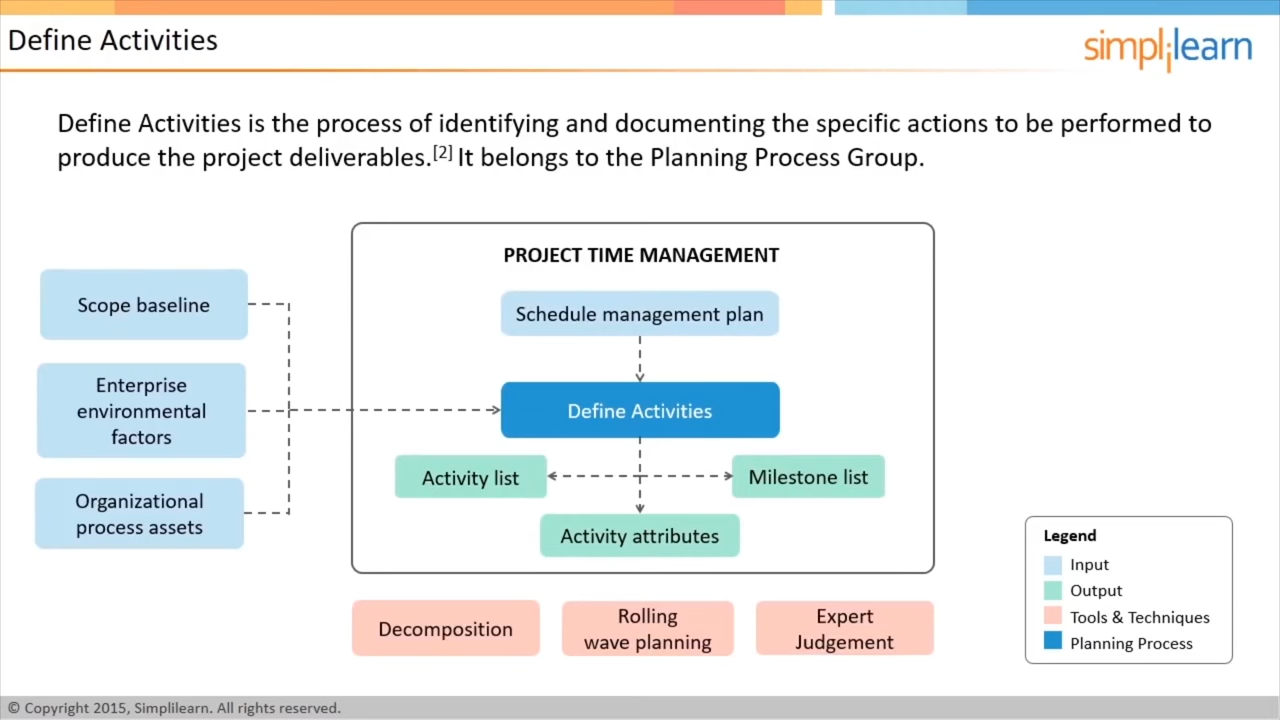 Define Activities
simplilearn
Define Activities is the process of identifying and documenting the specific actions to be performed to
produce the project deliverables.[2] It belongs to the Planning Process Group.
PROJECT TIME MANAGEMENT
Scope baseline
Schedule management plan
Enterprise
environmental
factors
Define Activities
Organizational
process assets
Activity list
Milestone list
Activity attributes
Decomposition
Rolling
wave planning
Expert
Judgement
Legend
Input
Output
Tools & Techniques
Planning Process
© Copyright 2015, Simplilearn. All rights reserved.